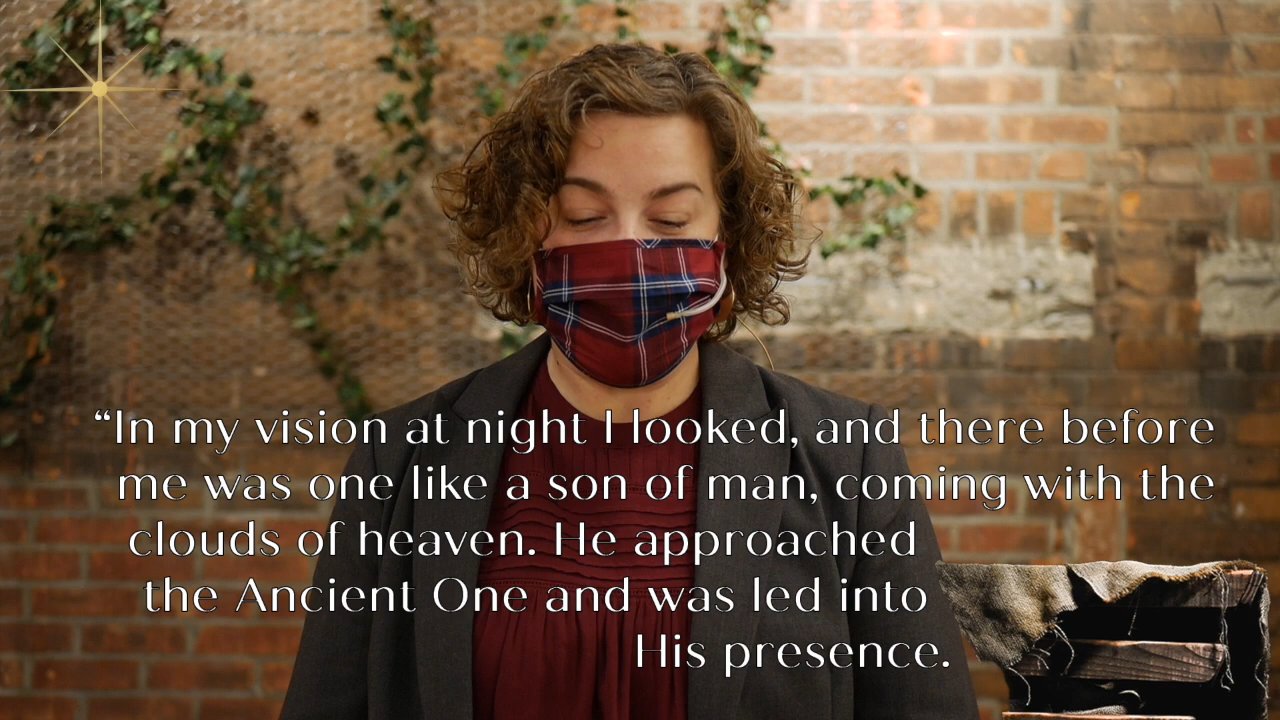 “In my vision at night I looked, and there before
me was one like a son of man, coming with the
clouds of heaven. He approached
the Ancient One and was led into
His presence.